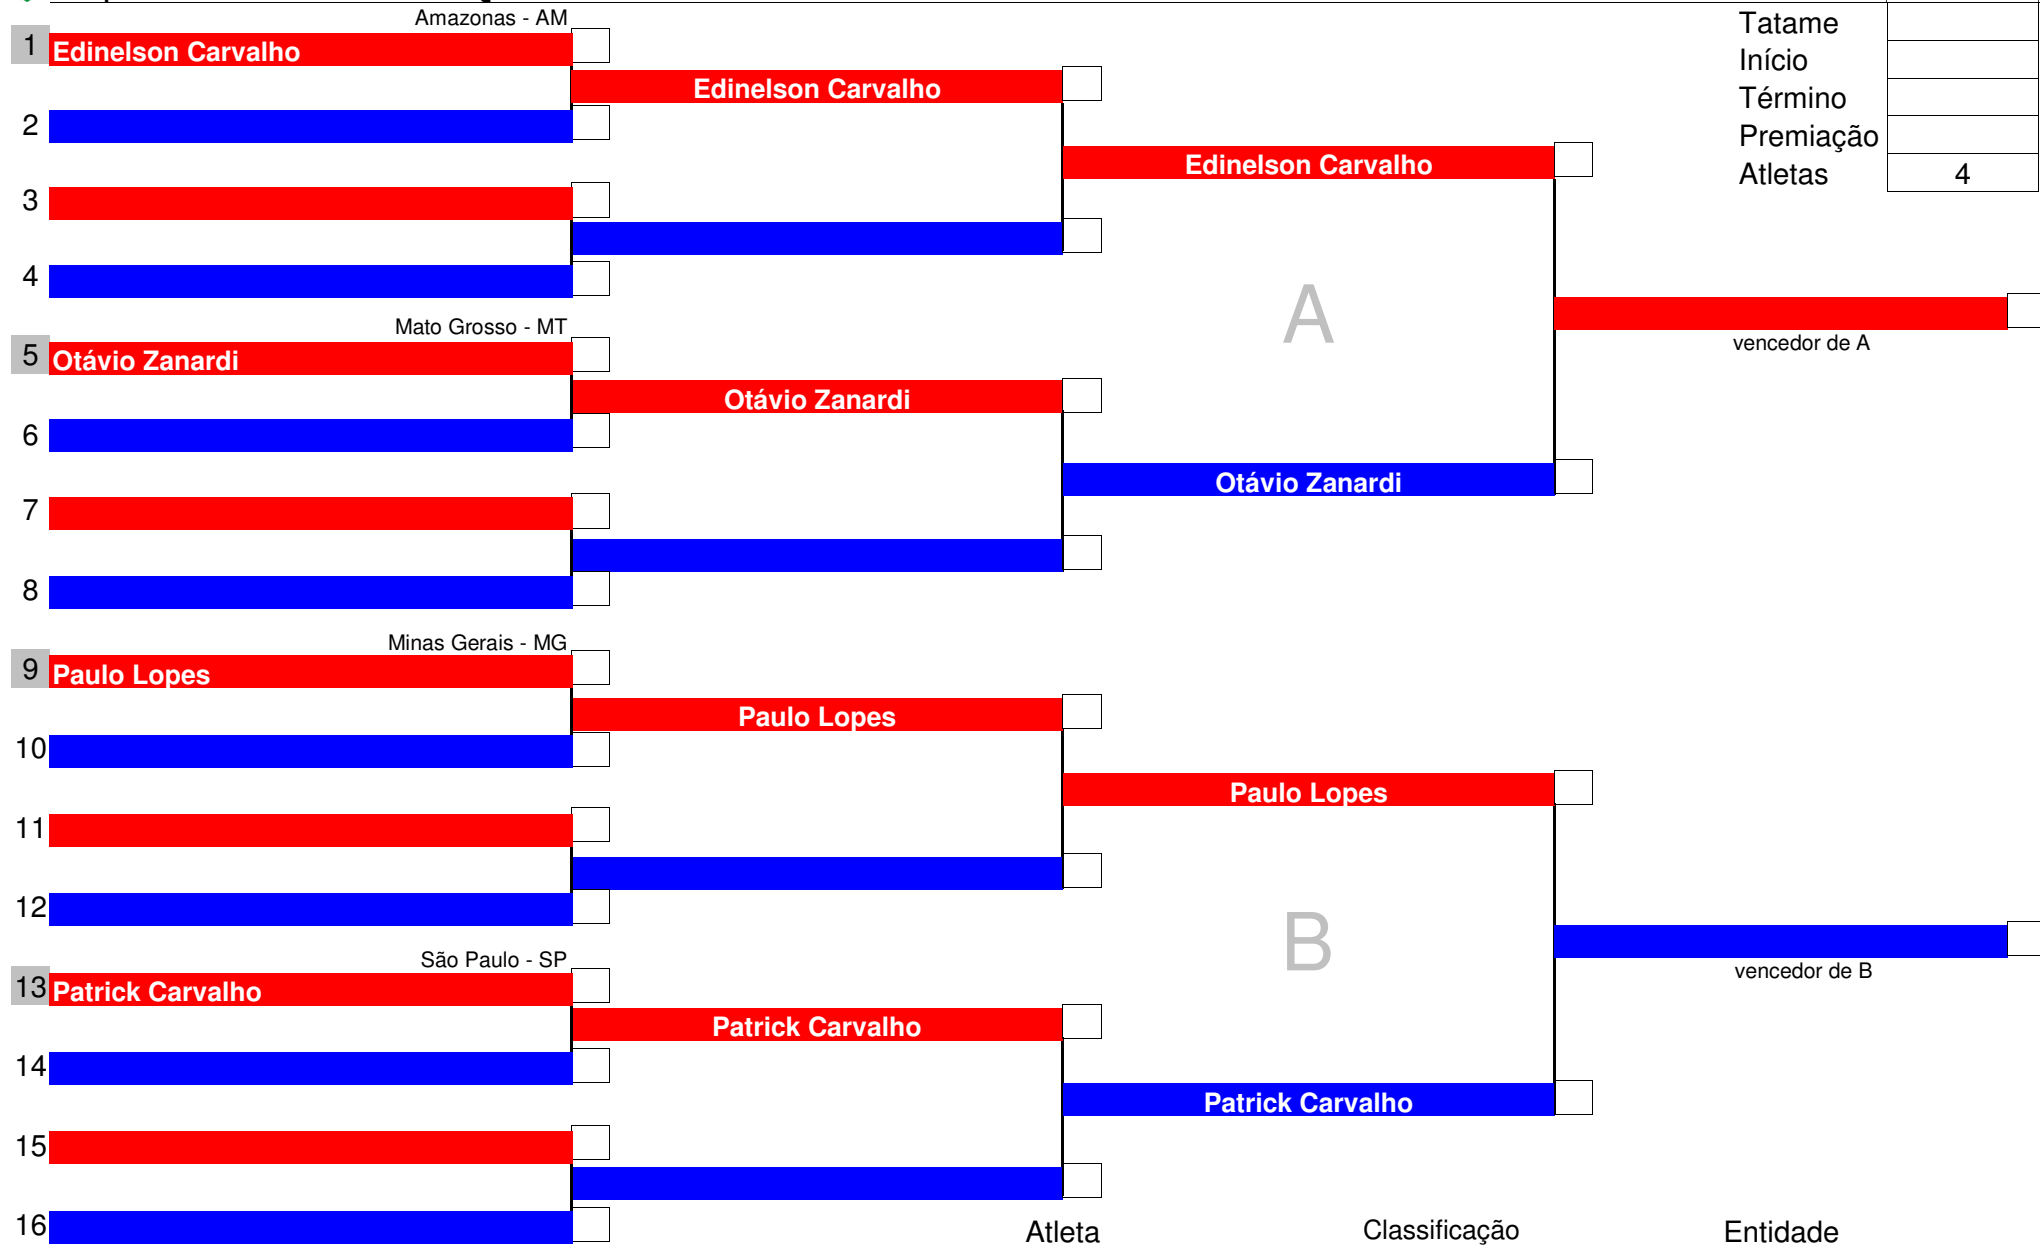 Amazonas - AM
1 Edinelson Carvalho
Edinelson Carvalho
2
Edinelson Carvalho
3
4
Mato Grosso - MT
5 Otávio Zanardi
Otávio Zanardi
6
Otávio Zanardi
7
8
A
vencedor de A
Minas Gerais - MG
9 Paulo Lopes
Paulo Lopes
10
Paulo Lopes
11
12
B
vencedor de B
São Paulo - SP
13 Patrick Carvalho
Patrick Carvalho
14
Patrick Carvalho
15
16
Tatame
Início
Término
Premiação
Atletas 4
Atleta Classificação Entidade